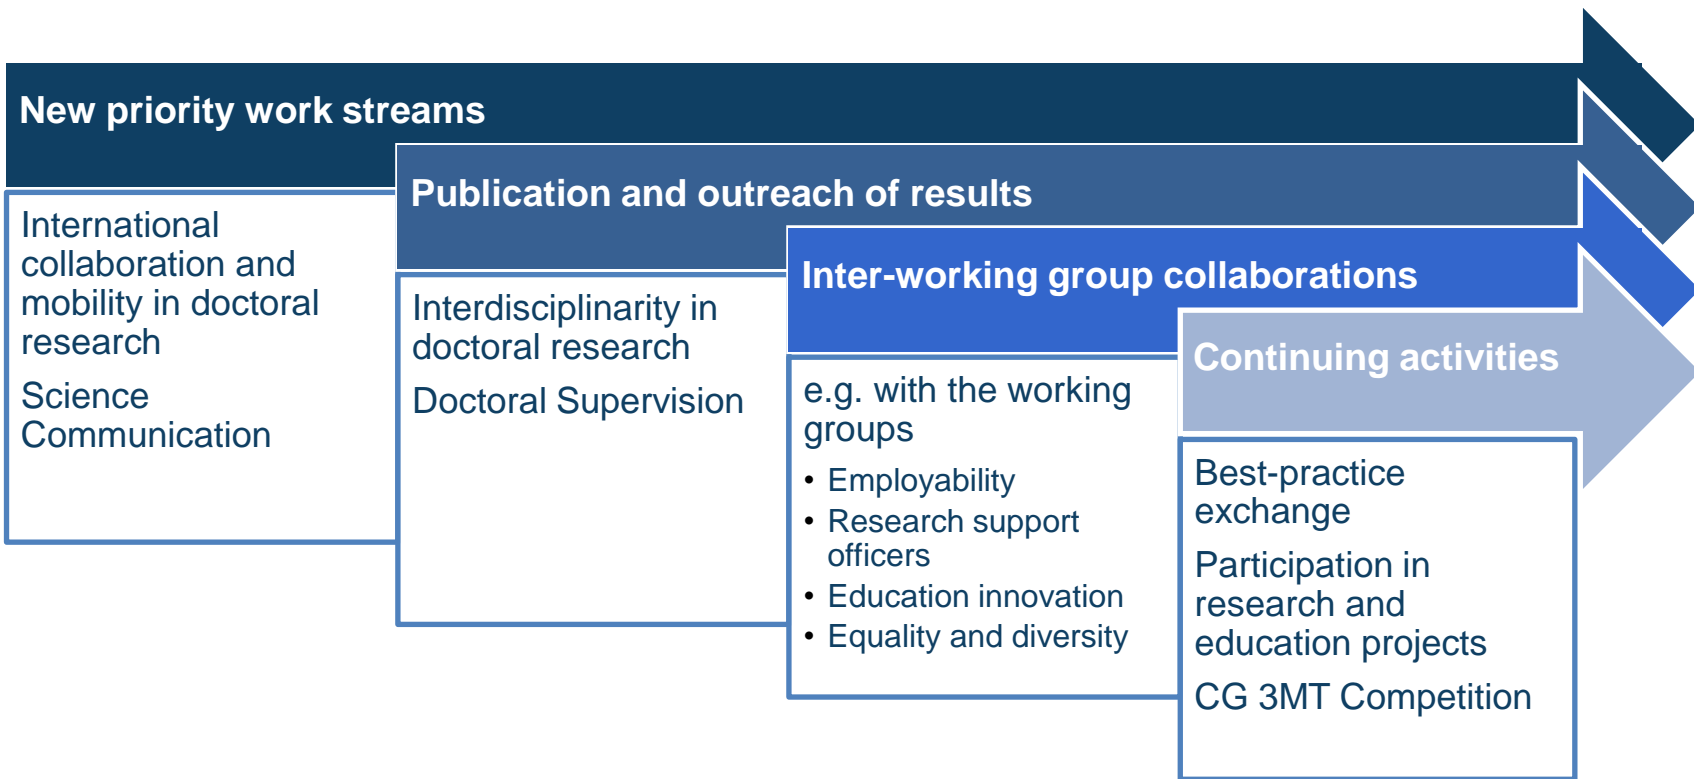 New priority work streams
International
collaboration and
mobility in doctoral
research
Science
Communication
Publication and outreach of results
Interdisciplinarity in
doctoral research
Doctoral Supervision
Inter-working group collaborations
e.g. with the working
groups
• Employability
• Research support
officers
• Education innovation
• Equality and diversity
Continuing activities
Best-practice
exchange
Participation in
research and
education projects
CG 3MT Competition